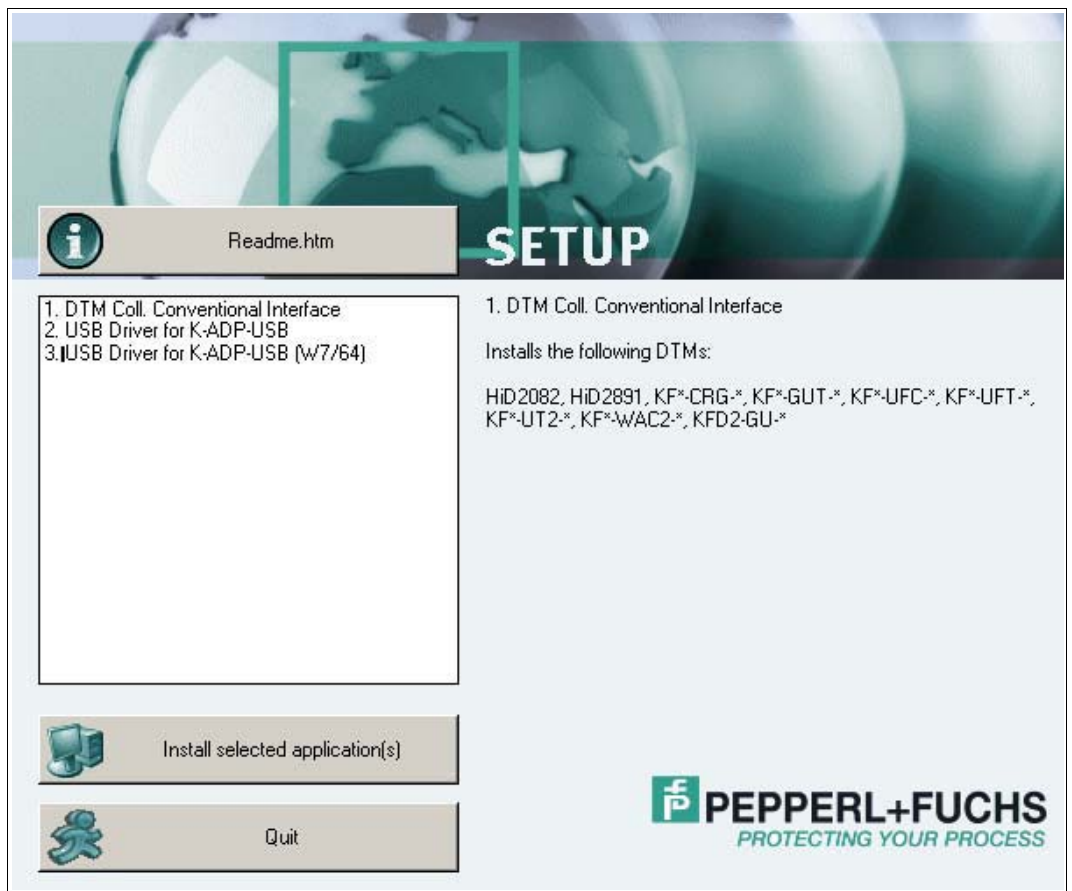 Readme.htm
SETUP
1. DTM Coll. Conventional Interface
2. USB Driver for K-ADP-USB
3. USB Driver for K-ADP-USB (W7/64)
1. DTM Coll. Conventional Interface
Installs the following DTMs:
HiD2082, HiD2891, KF*-CRG-*, KF*-GUT-*, KF*-UFC-*, KF*-UFT-*,
KF*-UT2-*, KF*-WAC2-*, KFD2-GU-*
Install selected application(s)
Quit
PEPPERL+FUCHS
PROTECTING YOUR PROCESS